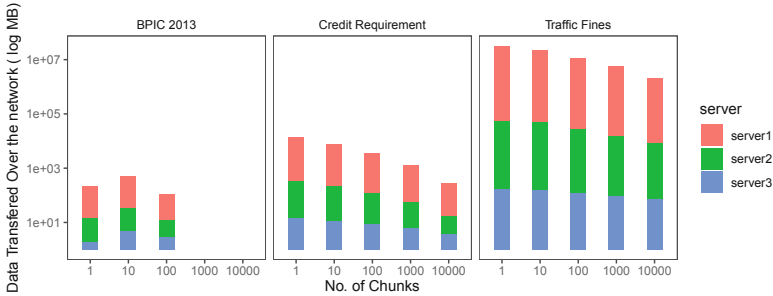 BPIC 2013
Credit Requirement
Traffic Fines
Data Transfered Over the network ( log MB)
1e+07
1e+05
1e+03
1e+01
1 10 100 1000 10000
1 10 100 1000 10000
1 10 100 1000 10000
No. of Chunks
server
server1
server2
server3